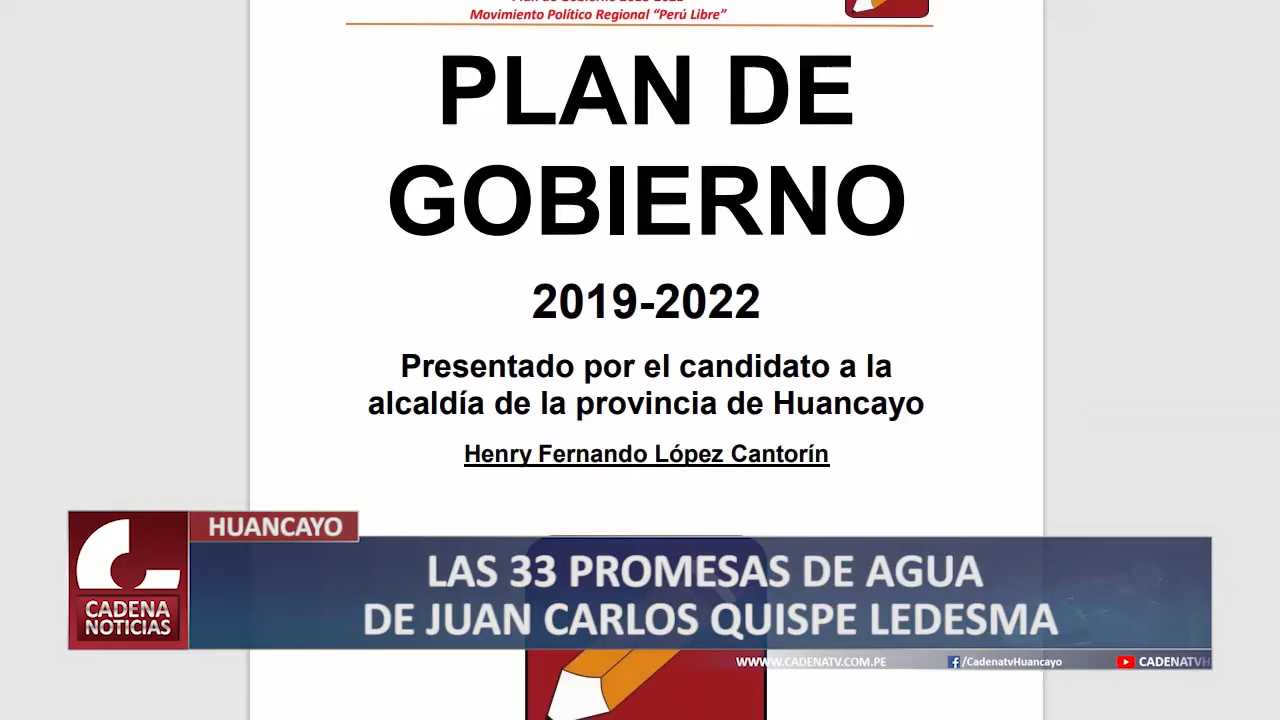 Movimiento Político Regional “Perú Libre”
PLAN DE
GOBIERNO
2019-2022
Presentado por el candidato a la
alcaldía de la provincia de Huancayo
Henry Fernando López Cantorín
HUANCAYO
LAS 33 PROMESAS DE AGUA
DE JUAN CARLOS QUISPE LEDESMA
CADENA
NOTICIAS
WWW.CADENATV.COM.PE
/CadenatvHuancayo
CADENATVH